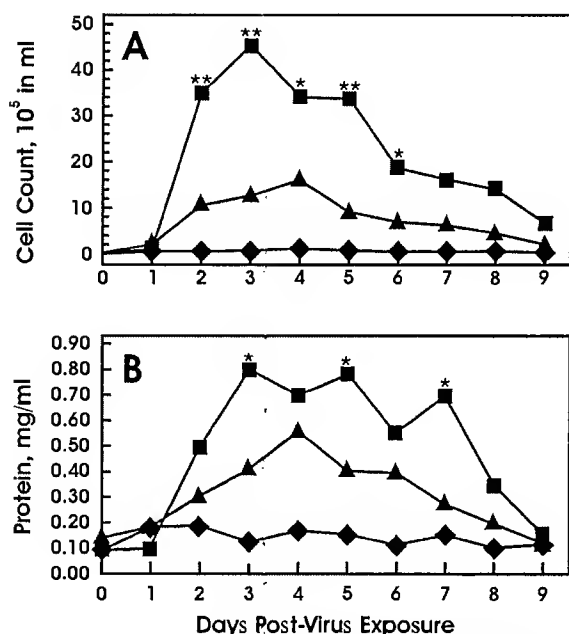 A
Cell Count, 10⁵ in ml
50
40
30
20
10
0
** ** * ** *
0 1 2 3 4 5 6 7 8 9
B
Protein, mg/ml
0.90
0.80
0.70
0.60
0.50
0.40
0.30
0.20
0.10
0.00
* * *
0 1 2 3 4 5 6 7 8 9
Days Post-Virus Exposure